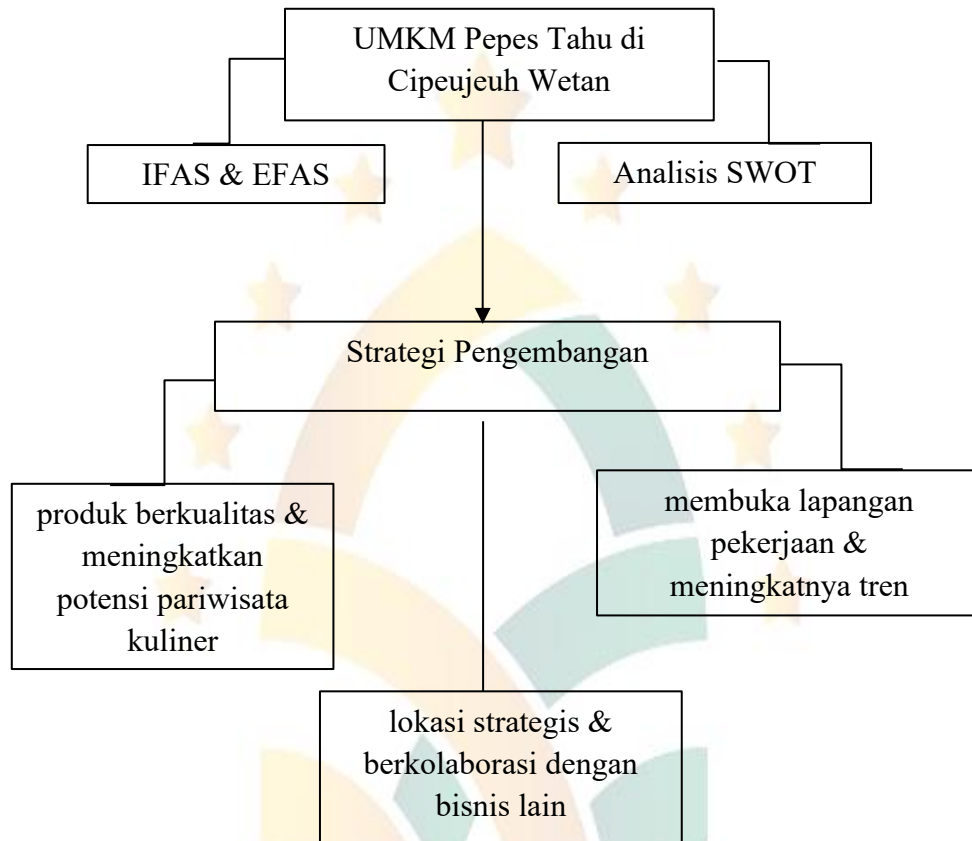 UMKM Pepes Tahu di
Cipeujeuh Wetan
IFAS & EFAS
Analisis SWOT
Strategi Pengembangan
produk berkualitas &
meningkatkan
potensi pariwisata
kuliner
membuka lapangan
pekerjaan &
meningkatnya tren
lokasi strategis &
berkolaborasi dengan
bisnis lain